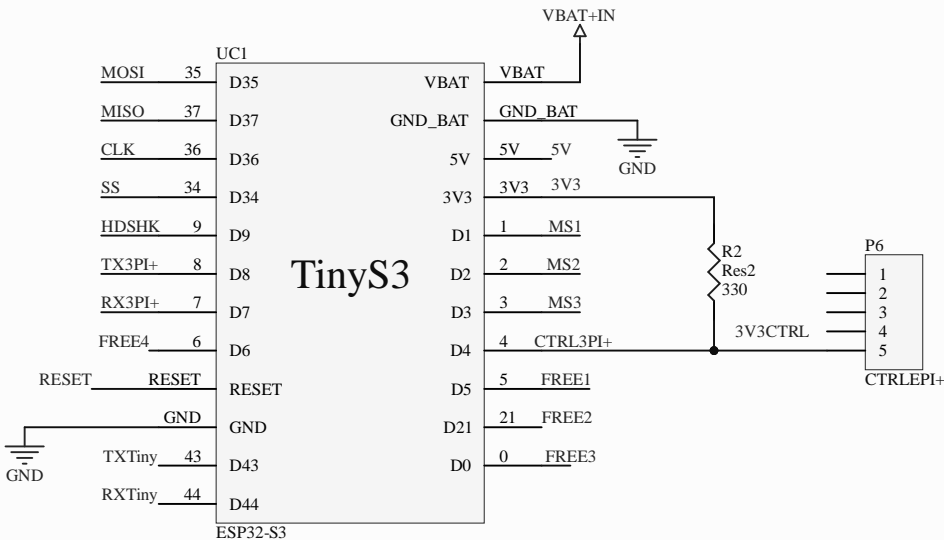 VBAT+IN
UC1
MOSI 35 D35 VBAT VBAT
MISO 37 D37 GND_BAT GND_BAT
CLK 36 D36 5V 5V 5V
GND
SS 34 D34 3V3 3V3 3V3
HDSHK 9 D9 D1 1 MS1
TX3PI+ 8 D8 TinyS3 D2 2 MS2
RX3PI+ 7 D7 D3 3 MS3
R2
Res2
330
P6
1
2
3
3V3CTRL 4
5
CTRLEPI+
FREE4 6 D6 D4 4 CTRL3PI+
RESET RESET RESET D5 5 FREE1
GND GND D21 21 FREE2
GND
TXTiny 43 D43 D0 0 FREE3
RXTiny 44 D44
ESP32-S3